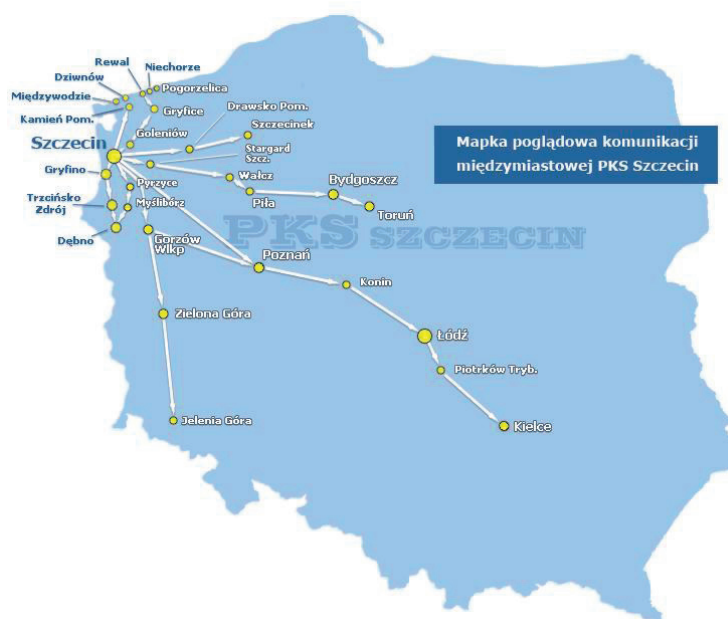 Rewal
Niechorze
Dziwnów
Pogorzelica
Międzywodzie
Drawsko Pom.
Gryfice
Kamień Pom.
Szczecinek
Goleniów
Szczecin
Stargard
Szcz.
Mapka poglądowa komunikacji
międzymiastowej PKS Szczecin
Gryfino
Wałcz
Pyrzyce
Bydgoszcz
Piła
Trzcińsko
Zdrój
Myślibórz
Toruń
PKS SZCZECIN
Dębno
Gorzów
Wlkp
Poznań
Konin
Zielona Góra
Łódź
Piotrków Tryb.
Jelenia Góra
Kielce